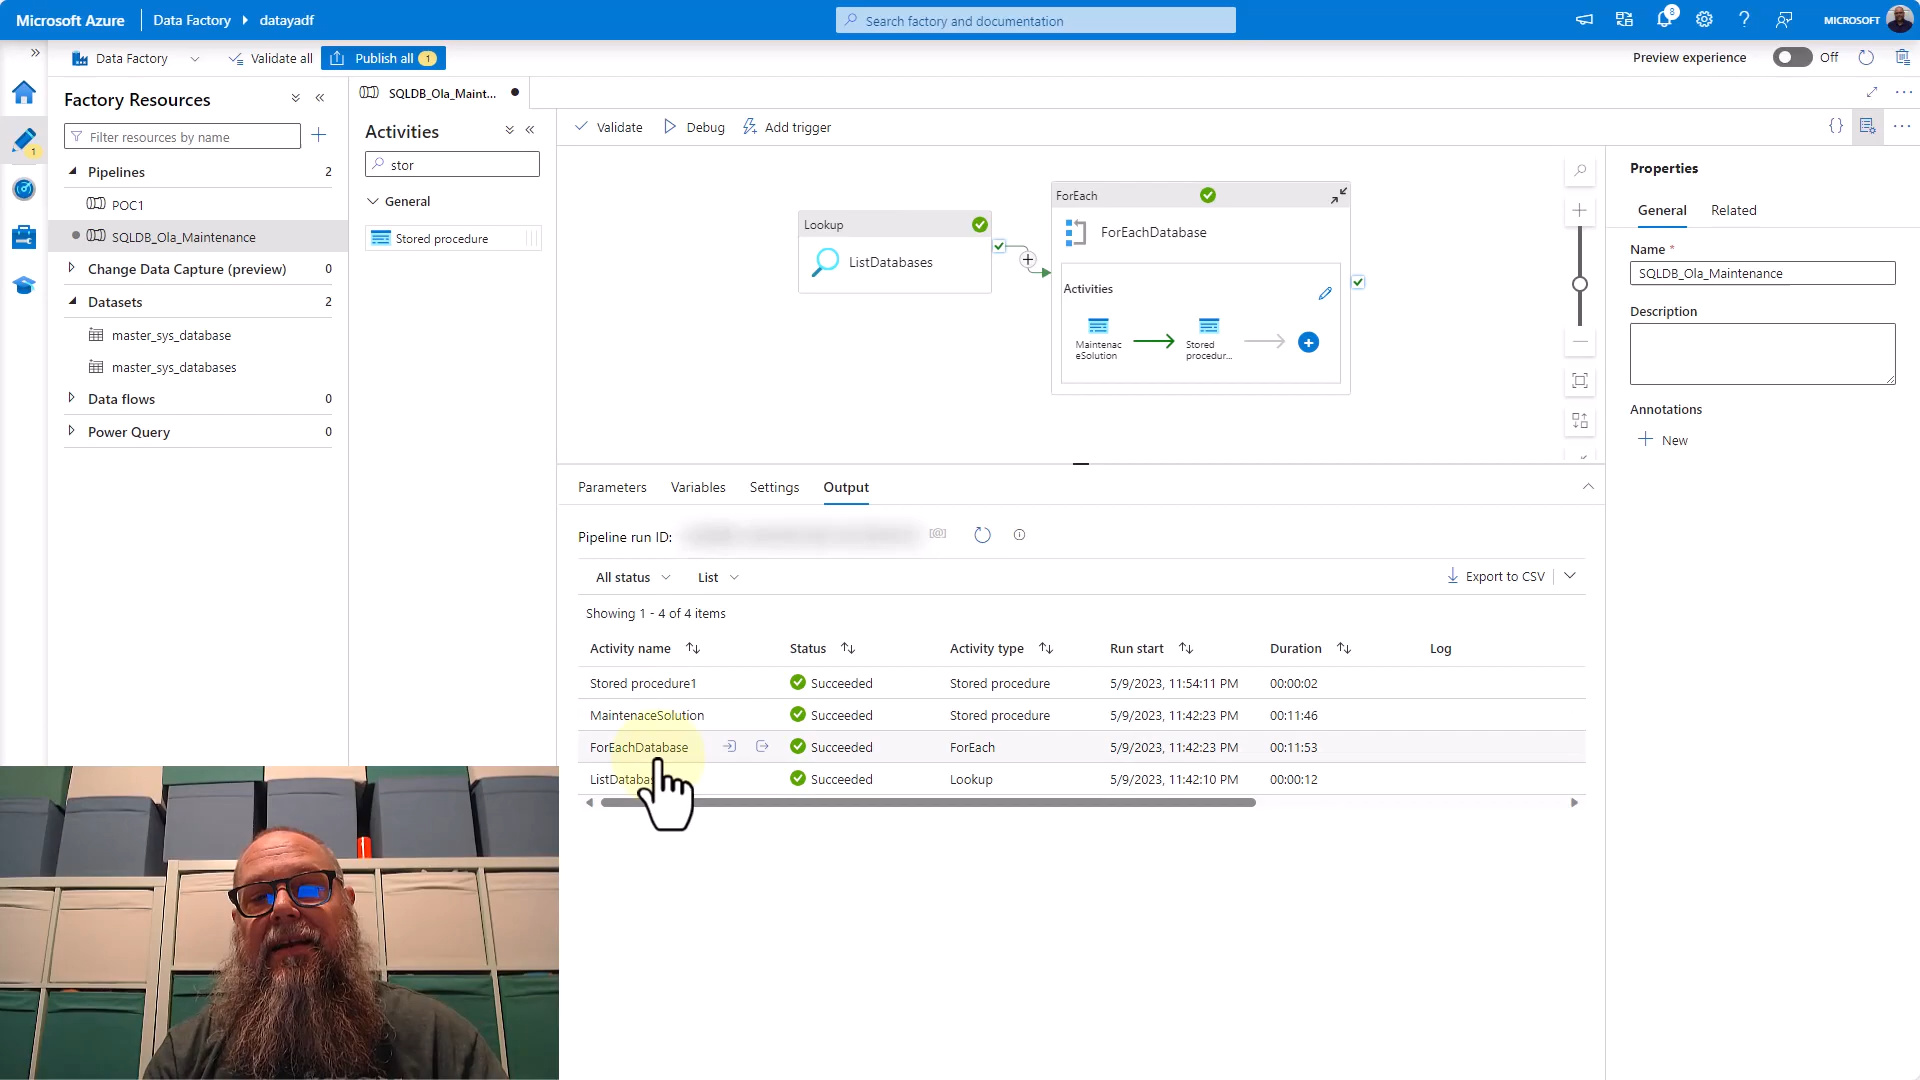 Microsoft Azure
Data Factory
datayadf
Search factory and documentation
8
MICROSOFT
Data Factory
Validate all
Publish all
1
Preview experience
Off
1
Factory Resources
Filter resources by name
Pipelines
2
POC1
SQLDB_Ola_Maintenance
Change Data Capture (preview)
0
Datasets
2
master_sys_database
master_sys_databases
Data flows
0
Power Query
0
SQLDB_Ola_Maint...
Activities
stor
General
Stored procedure
Validate
Debug
Add trigger
Lookup
ListDatabases
ForEach
ForEachDatabase
Activities
Maintenac
eSolution
Stored
procedur...
Properties
General
Related
Name *
SQLDB_Ola_Maintenance
Description
Annotations
New
Parameters
Variables
Settings
Output
Pipeline run ID:
All status
List
Export to CSV
Showing 1 - 4 of 4 items
Activity name
Status
Activity type
Run start
Duration
Log
Stored procedure1
Succeeded
Stored procedure
5/9/2023, 11:54:11 PM
00:00:02
MaintenaceSolution
Succeeded
Stored procedure
5/9/2023, 11:42:23 PM
00:11:46
ForEachDatabase
Succeeded
ForEach
5/9/2023, 11:42:23 PM
00:11:53
Succeeded
Lookup
5/9/2023, 11:42:10 PM
00:00:12